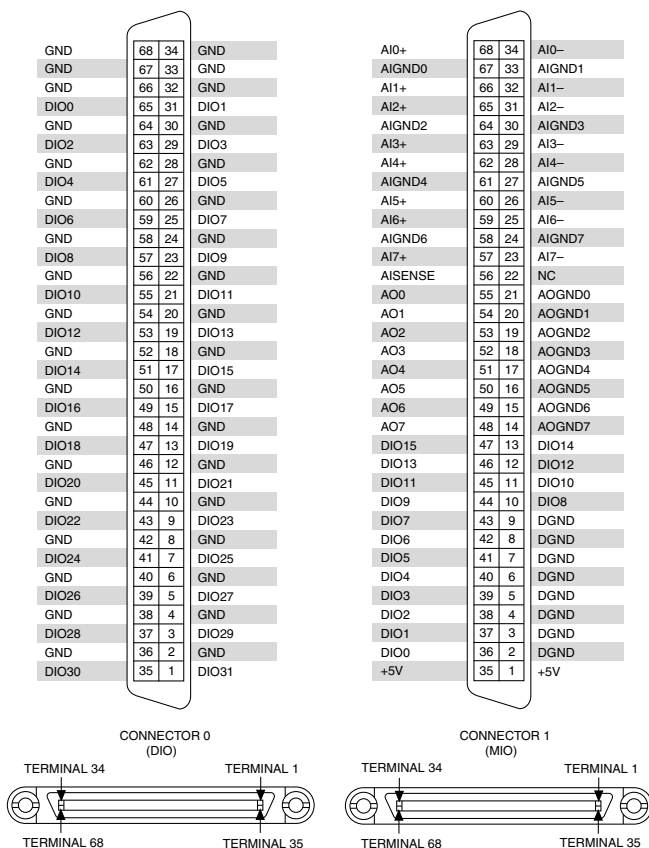 GND 68 34 GND
GND 67 33 GND
GND 66 32 GND
DIO0 65 31 DIO1
GND 64 30 GND
DIO2 63 29 DIO3
GND 62 28 GND
DIO4 61 27 DIO5
GND 60 26 GND
DIO6 59 25 DIO7
GND 58 24 GND
DIO8 57 23 DIO9
GND 56 22 GND
DIO10 55 21 DIO11
GND 54 20 GND
DIO12 53 19 DIO13
GND 52 18 GND
DIO14 51 17 DIO15
GND 50 16 GND
DIO16 49 15 DIO17
GND 48 14 GND
DIO18 47 13 DIO19
GND 46 12 GND
DIO20 45 11 DIO21
GND 44 10 GND
DIO22 43 9 DIO23
GND 42 8 GND
DIO24 41 7 DIO25
GND 40 6 GND
DIO26 39 5 DIO27
GND 38 4 GND
DIO28 37 3 DIO29
GND 36 2 GND
DIO30 35 1 DIO31
CONNECTOR 0
(DIO)
TERMINAL 34 TERMINAL 1
TERMINAL 68 TERMINAL 35
AI0+ 68 34 AI0–
AIGND0 67 33 AIGND1
AI1+ 66 32 AI1–
AI2+ 65 31 AI2–
AIGND2 64 30 AIGND3
AI3+ 63 29 AI3–
AI4+ 62 28 AI4–
AIGND4 61 27 AIGND5
AI5+ 60 26 AI5–
AI6+ 59 25 AI6–
AIGND6 58 24 AIGND7
AI7+ 57 23 AI7–
AISENSE 56 22 NC
AO0 55 21 AOGND0
AO1 54 20 AOGND1
AO2 53 19 AOGND2
AO3 52 18 AOGND3
AO4 51 17 AOGND4
AO5 50 16 AOGND5
AO6 49 15 AOGND6
AO7 48 14 AOGND7
DIO15 47 13 DIO14
DIO13 46 12 DIO12
DIO11 45 11 DIO10
DIO9 44 10 DIO8
DIO7 43 9 DGND
DIO6 42 8 DGND
DIO5 41 7 DGND
DIO4 40 6 DGND
DIO3 39 5 DGND
DIO2 38 4 DGND
DIO1 37 3 DGND
DIO0 36 2 DGND
+5V 35 1 +5V
CONNECTOR 1
(MIO)
TERMINAL 34 TERMINAL 1
TERMINAL 68 TERMINAL 35